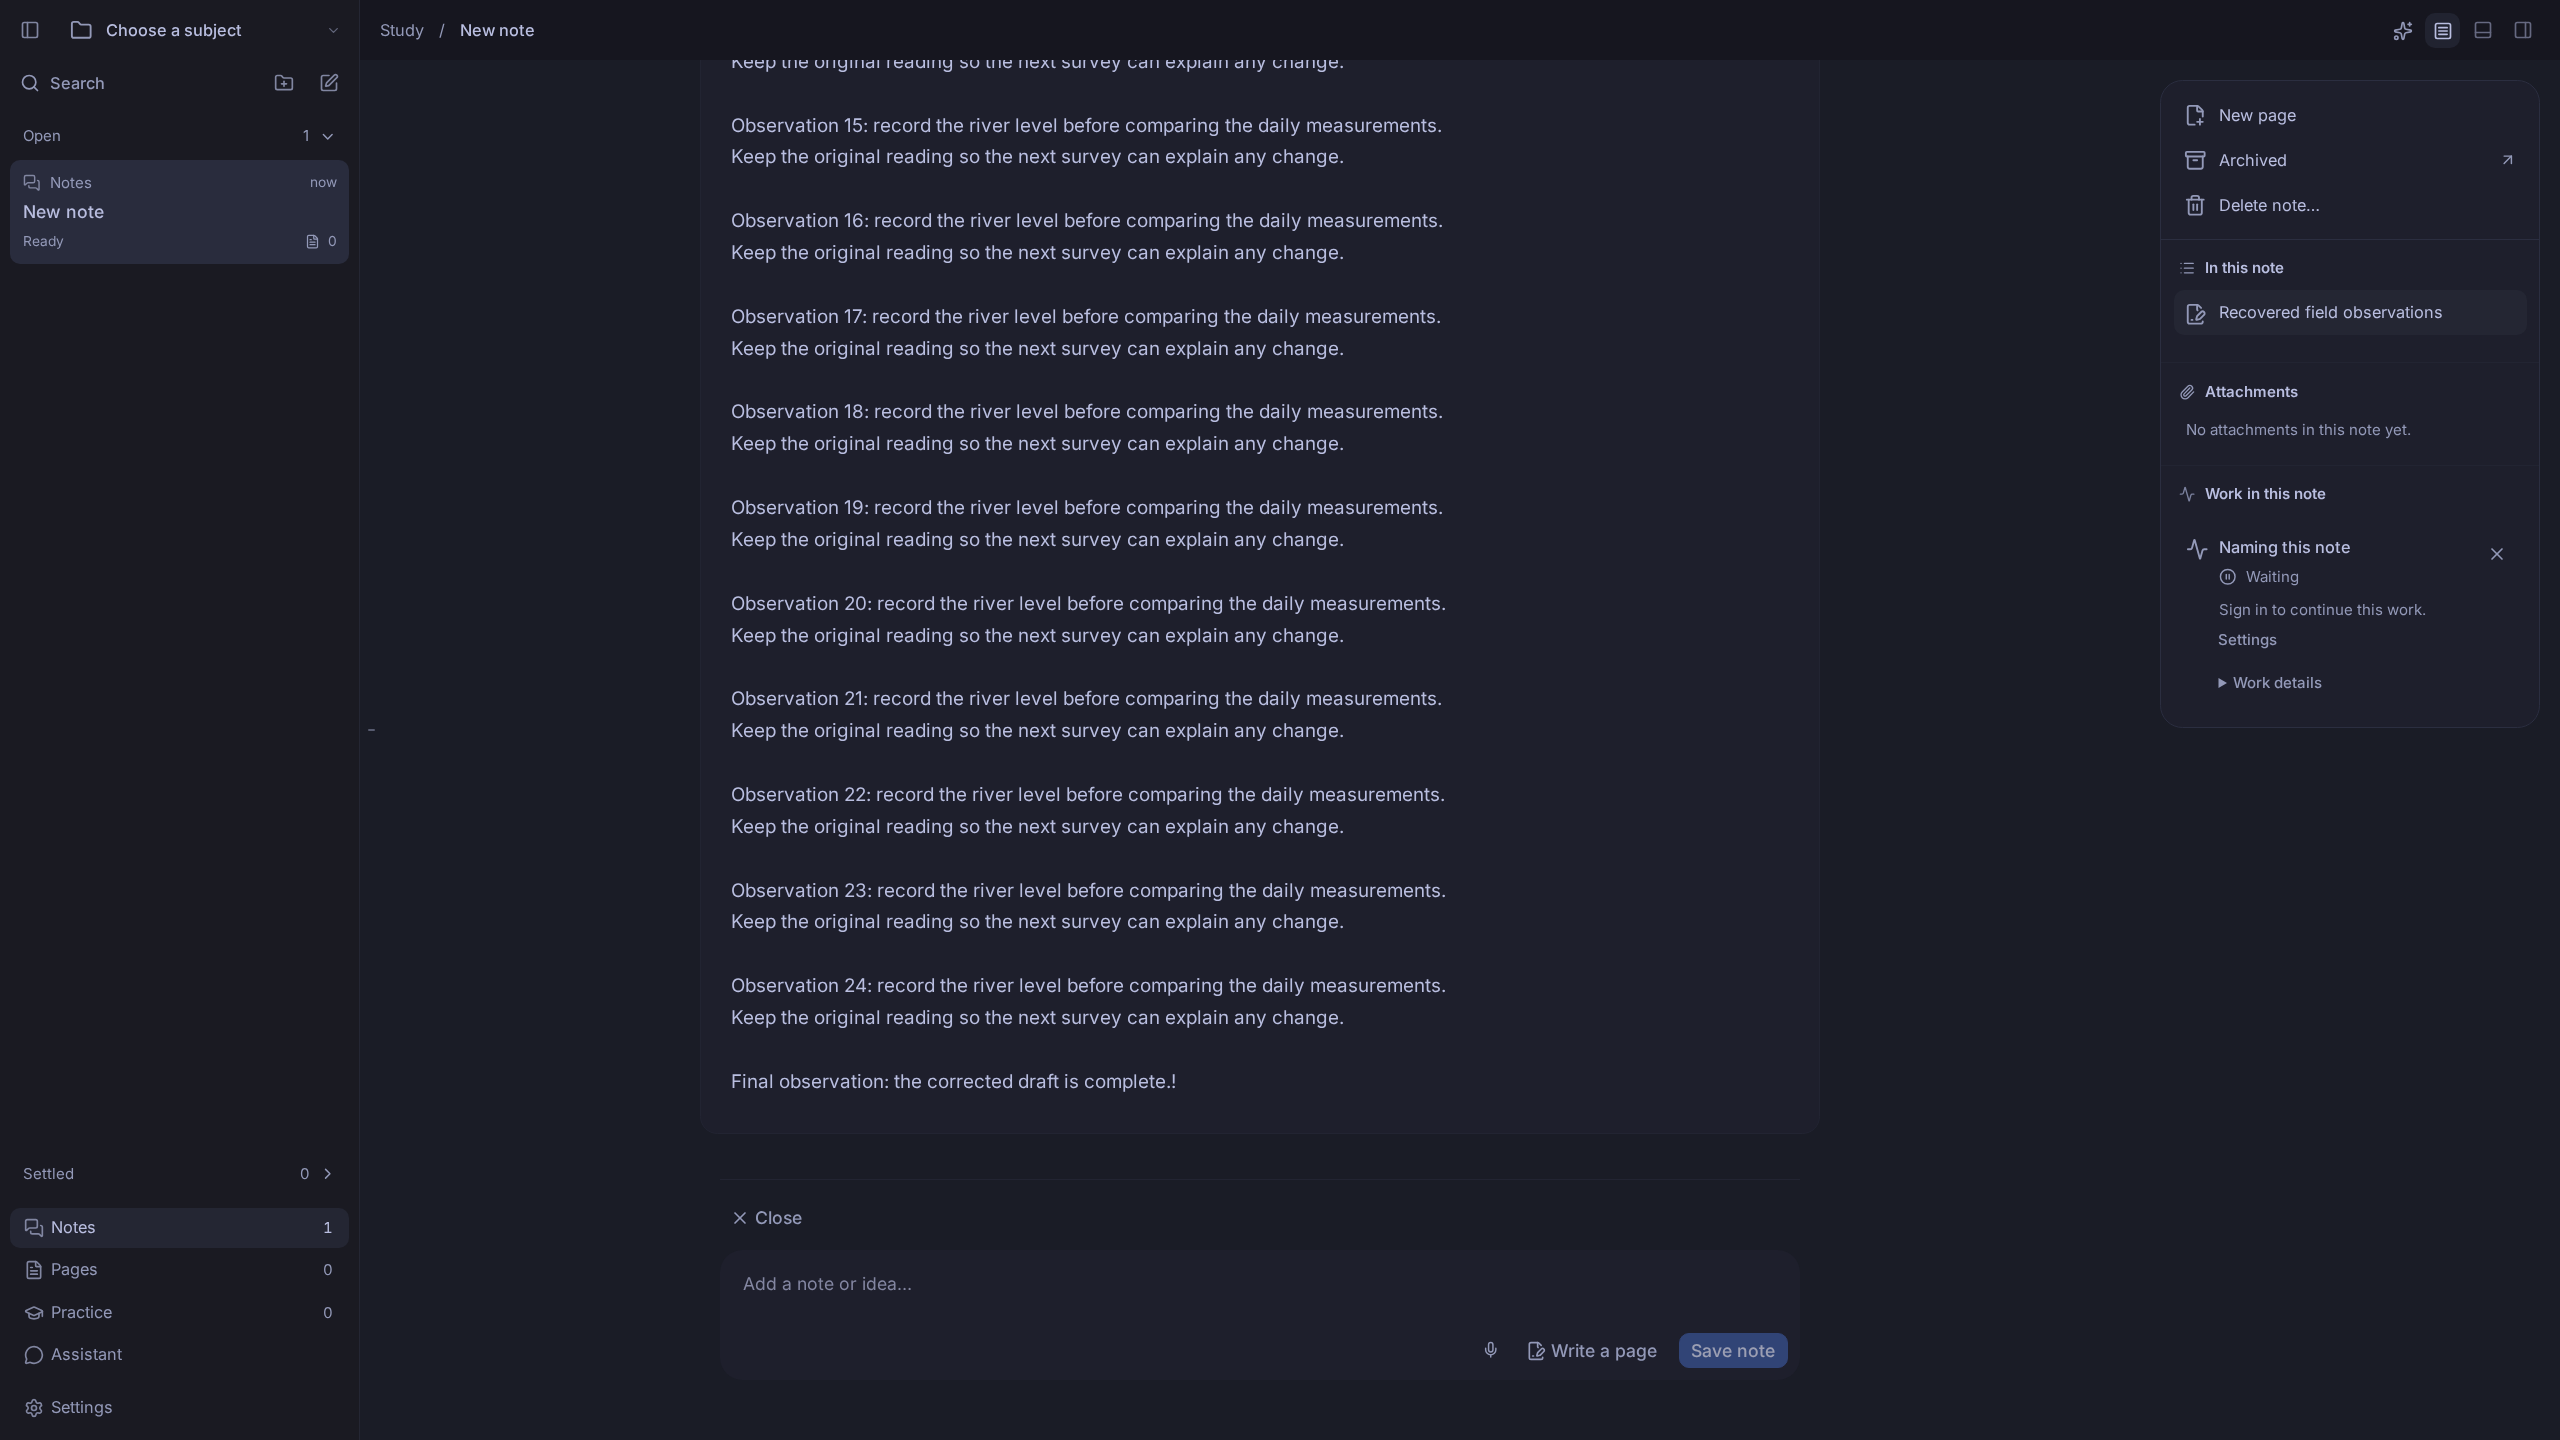 Choose a subject
Search
Open 1
Notes now
New note
Ready 0
Settled 0
Notes 1
Pages 0
Practice 0
Assistant
Settings
Study / New note
Keep the original reading so the next survey can explain any change.
Observation 15: record the river level before comparing the daily measurements.
Keep the original reading so the next survey can explain any change.
Observation 16: record the river level before comparing the daily measurements.
Keep the original reading so the next survey can explain any change.
Observation 17: record the river level before comparing the daily measurements.
Keep the original reading so the next survey can explain any change.
Observation 18: record the river level before comparing the daily measurements.
Keep the original reading so the next survey can explain any change.
Observation 19: record the river level before comparing the daily measurements.
Keep the original reading so the next survey can explain any change.
Observation 20: record the river level before comparing the daily measurements.
Keep the original reading so the next survey can explain any change.
Observation 21: record the river level before comparing the daily measurements.
Keep the original reading so the next survey can explain any change.
Observation 22: record the river level before comparing the daily measurements.
Keep the original reading so the next survey can explain any change.
Observation 23: record the river level before comparing the daily measurements.
Keep the original reading so the next survey can explain any change.
Observation 24: record the river level before comparing the daily measurements.
Keep the original reading so the next survey can explain any change.
Final observation: the corrected draft is complete.!
Close
Add a note or idea...
Write a page
Save note
New page
Archived
Delete note...
In this note
Recovered field observations
Attachments
No attachments in this note yet.
Work in this note
Naming this note
Waiting
Sign in to continue this work.
Settings
Work details